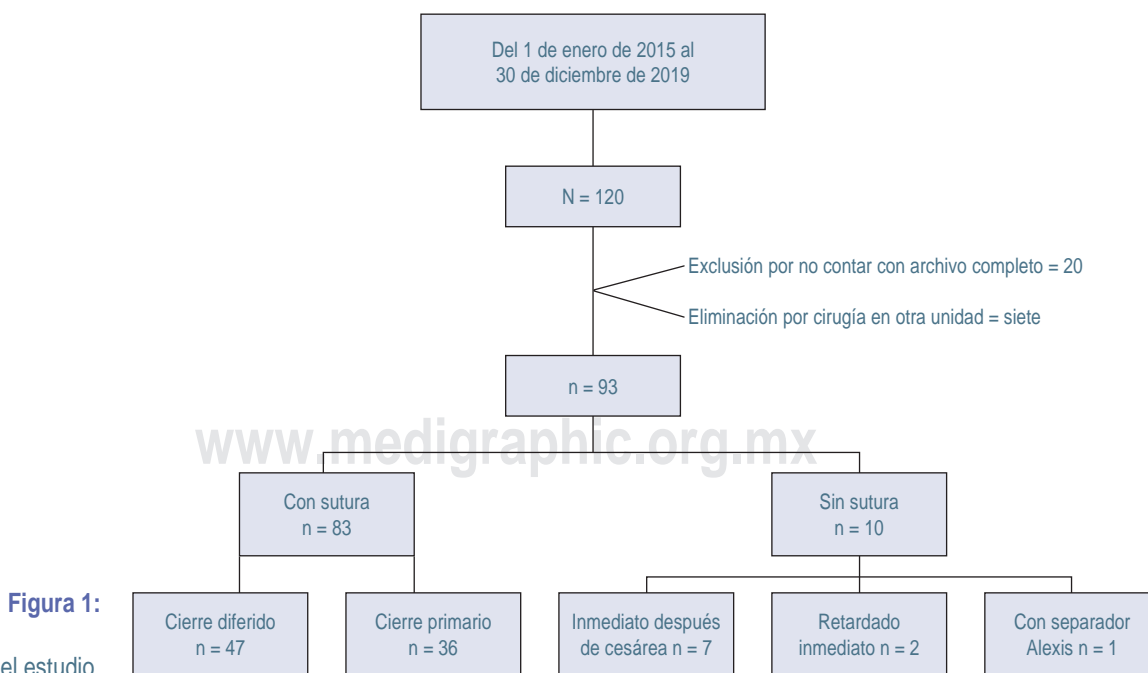 Del 1 de enero de 2015 al
30 de diciembre de 2019
N = 120
Exclusión por no contar con archivo completo = 20
Eliminación por cirugía en otra unidad = siete
n = 93
www.medigraphic.org.mx
Con sutura
n = 83
Sin sutura
n = 10
Figura 1:
el estudio
Cierre diferido
n = 47
Cierre primario
n = 36
Inmediato después
de cesárea n = 7
Retardado
inmediato n = 2
Con separador
Alexis n = 1